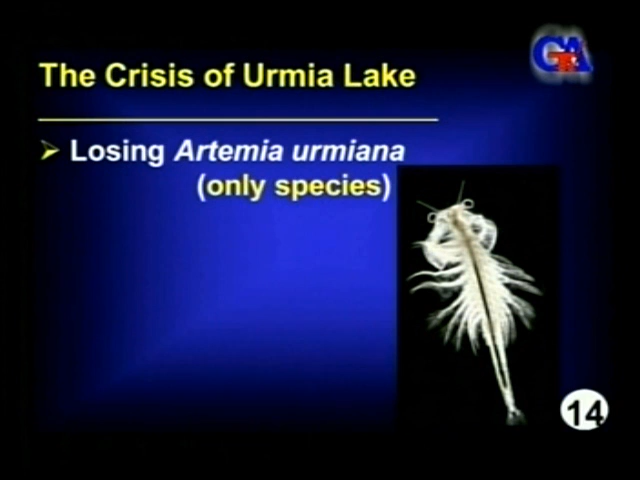 The Crisis of Urmia Lake
Losing Artemia urmiana
(only species)
14